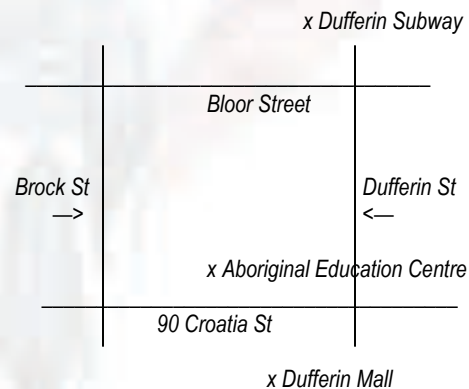 x Dufferin Subway
Bloor Street
Brock St
—>
Dufferin St
<—
x Aboriginal Education Centre
90 Croatia St
x Dufferin Mall